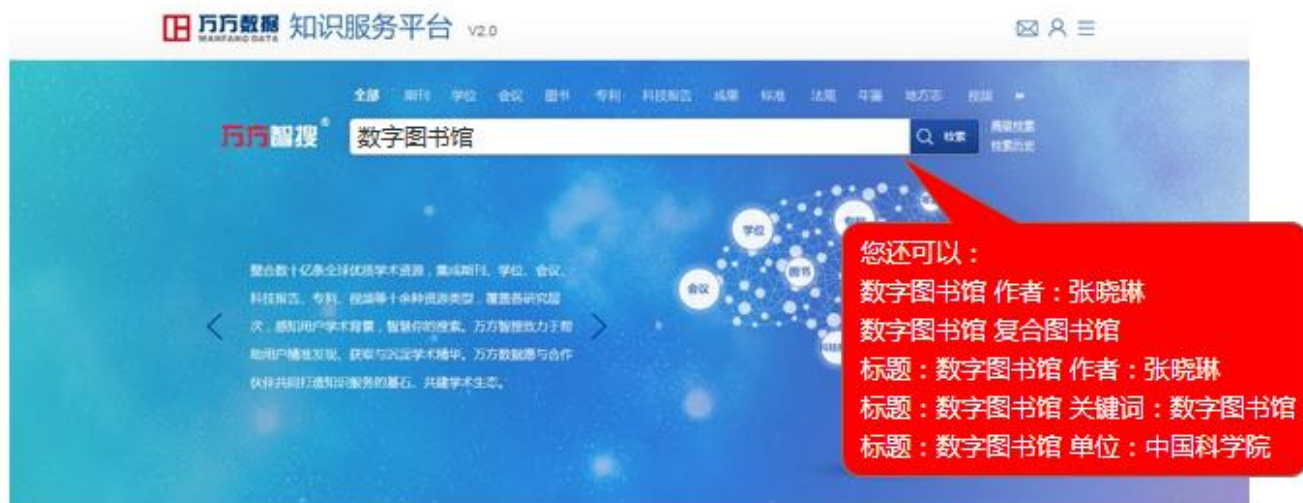 万方数据 知识服务平台 V2.0
WANFANG DATA
全部 期刊 学位 会议 图书 专利 科技报告 成果 标准 法规 年鉴 地方志 视频
万方智搜® 数字图书馆 检索 高级检索
检索历史
学位
专利
图书
会议
整合数十亿条全球优质学术资源，集成期刊、学位、会议、
科技报告、专利、视频等十余种资源类型，覆盖各研究层
次，感知用户学术背景，智慧你的搜索。万方智搜致力于帮
助用户精准发现、获取与沉淀学术精华。万方数据愿与合作
伙伴共同打造知识服务的基石、共建学术生态。
您还可以：
数字图书馆 作者：张晓琳
数字图书馆 复合图书馆
标题：数字图书馆 作者：张晓琳
标题：数字图书馆 关键词：数字图书馆
标题：数字图书馆 单位：中国科学院